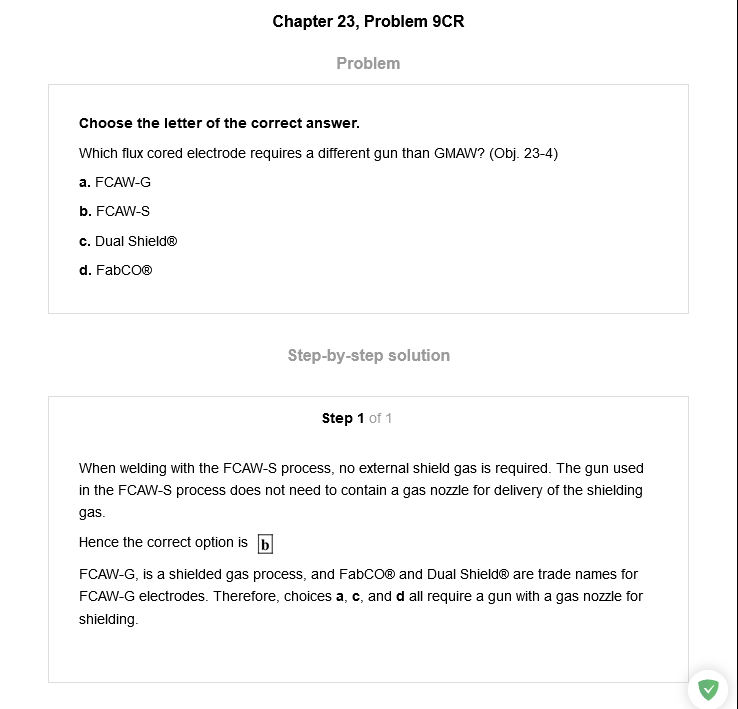 Chapter 23, Problem 9CR
Problem
Choose the letter of the correct answer.
Which flux cored electrode requires a different gun than GMAW? (Obj. 23-4)
a. FCAW-G
b. FCAW-S
c. Dual Shield®
d. FabCO®
Step-by-step solution
Step 1 of 1
When welding with the FCAW-S process, no external shield gas is required. The gun used
in the FCAW-S process does not need to contain a gas nozzle for delivery of the shielding
gas.
Hence the correct option is b
FCAW-G, is a shielded gas process, and FabCO® and Dual Shield® are trade names for
FCAW-G electrodes. Therefore, choices a, c, and d all require a gun with a gas nozzle for
shielding.